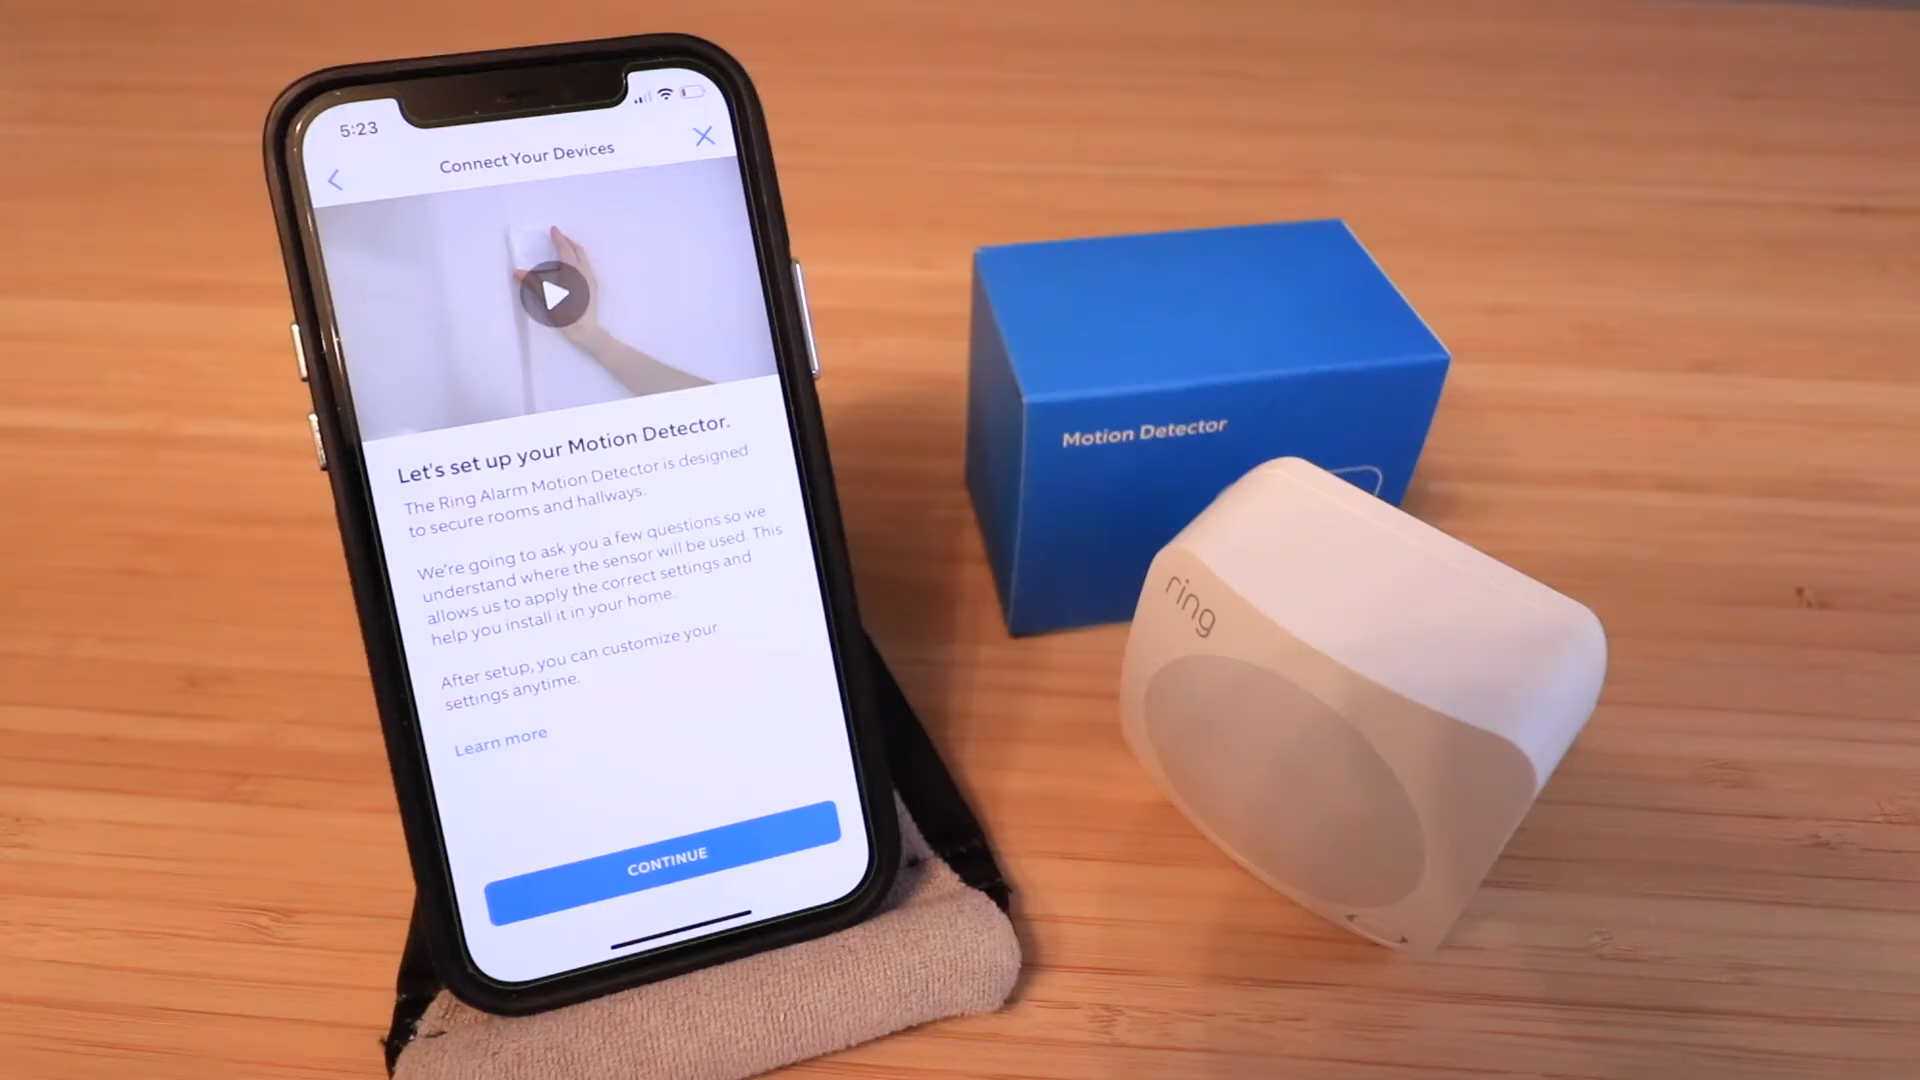 5:23
Connect Your Devices
Let's set up your Motion Detector.
The Ring Alarm Motion Detector is designed
to secure rooms and hallways.
We're going to ask you a few questions so we
understand where the sensor will be used. This
allows us to apply the correct settings and
help you install it in your home.
After setup, you can customize your
settings anytime.
Learn more
CONTINUE
Motion Detector
ring